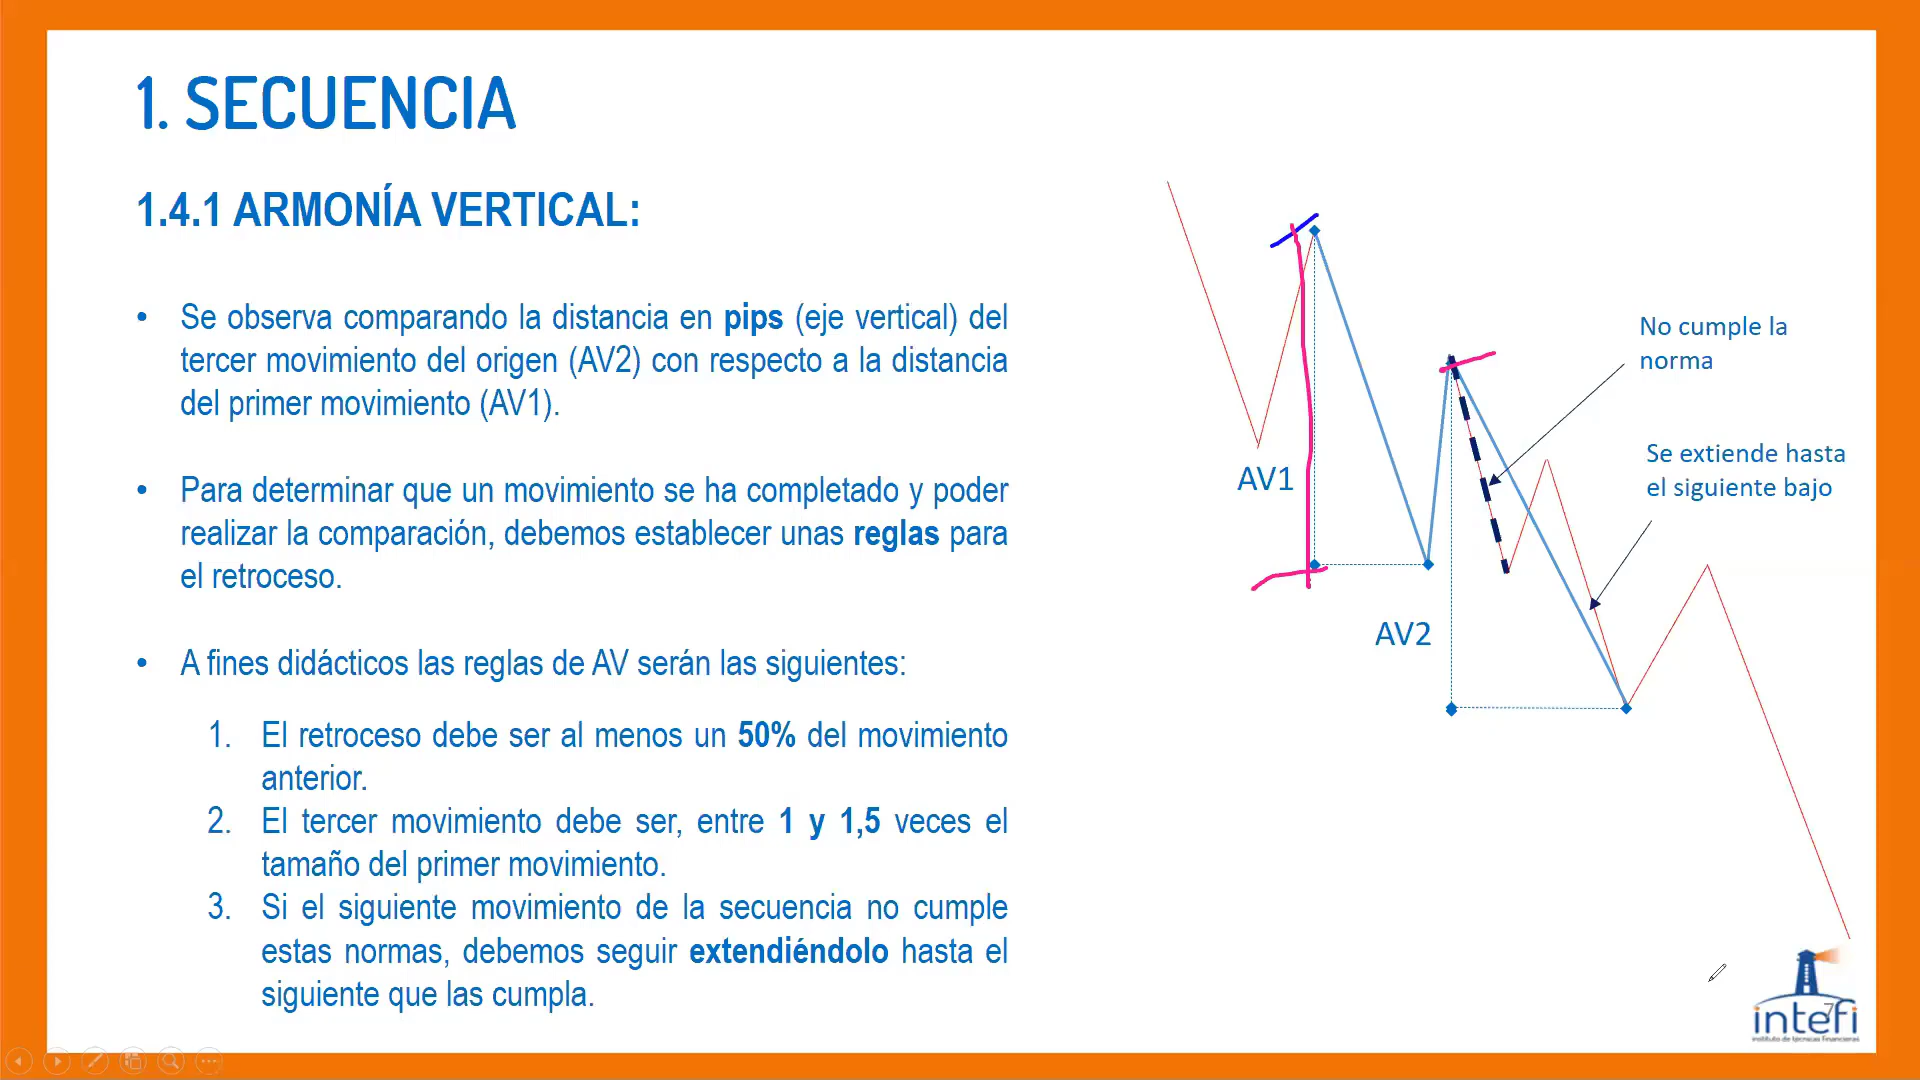 1. SECUENCIA
1.4.1 ARMONÍA VERTICAL:
• Se observa comparando la distancia en pips (eje vertical) del
tercer movimiento del origen (AV2) con respecto a la distancia
del primer movimiento (AV1).
• Para determinar que un movimiento se ha completado y poder
realizar la comparación, debemos establecer unas reglas para
el retroceso.
• A fines didácticos las reglas de AV serán las siguientes:
1. El retroceso debe ser al menos un 50% del movimiento
anterior.
2. El tercer movimiento debe ser, entre 1 y 1,5 veces el
tamaño del primer movimiento.
3. Si el siguiente movimiento de la secuencia no cumple
estas normas, debemos seguir extendiéndolo hasta el
siguiente que las cumpla.
No cumple la
norma
Se extiende hasta
el siguiente bajo
AV1
AV2
7
intefi
instituto de técnicas financieras